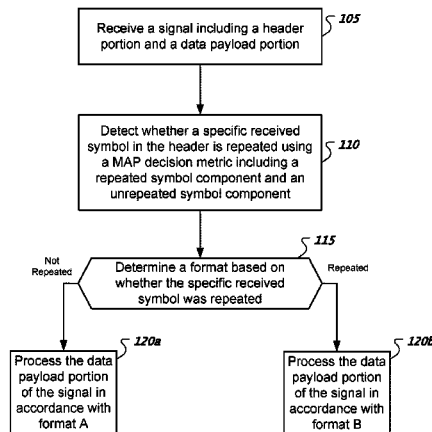 105
Receive a signal including a header
portion and a data payload portion
Detect whether a specific received
symbol in the header is repeated using
a MAP decision metric including a
repeated symbol component and an
unrepeated symbol component
110
115
Not
Repeated
Determine a format based on
whether the specific received
symbol was repeated
Repeated
120a
Process the data
payload portion
of the signal in
accordance with
format A
120b
Process the data
payload portion
of the signal in
accordance with
format B